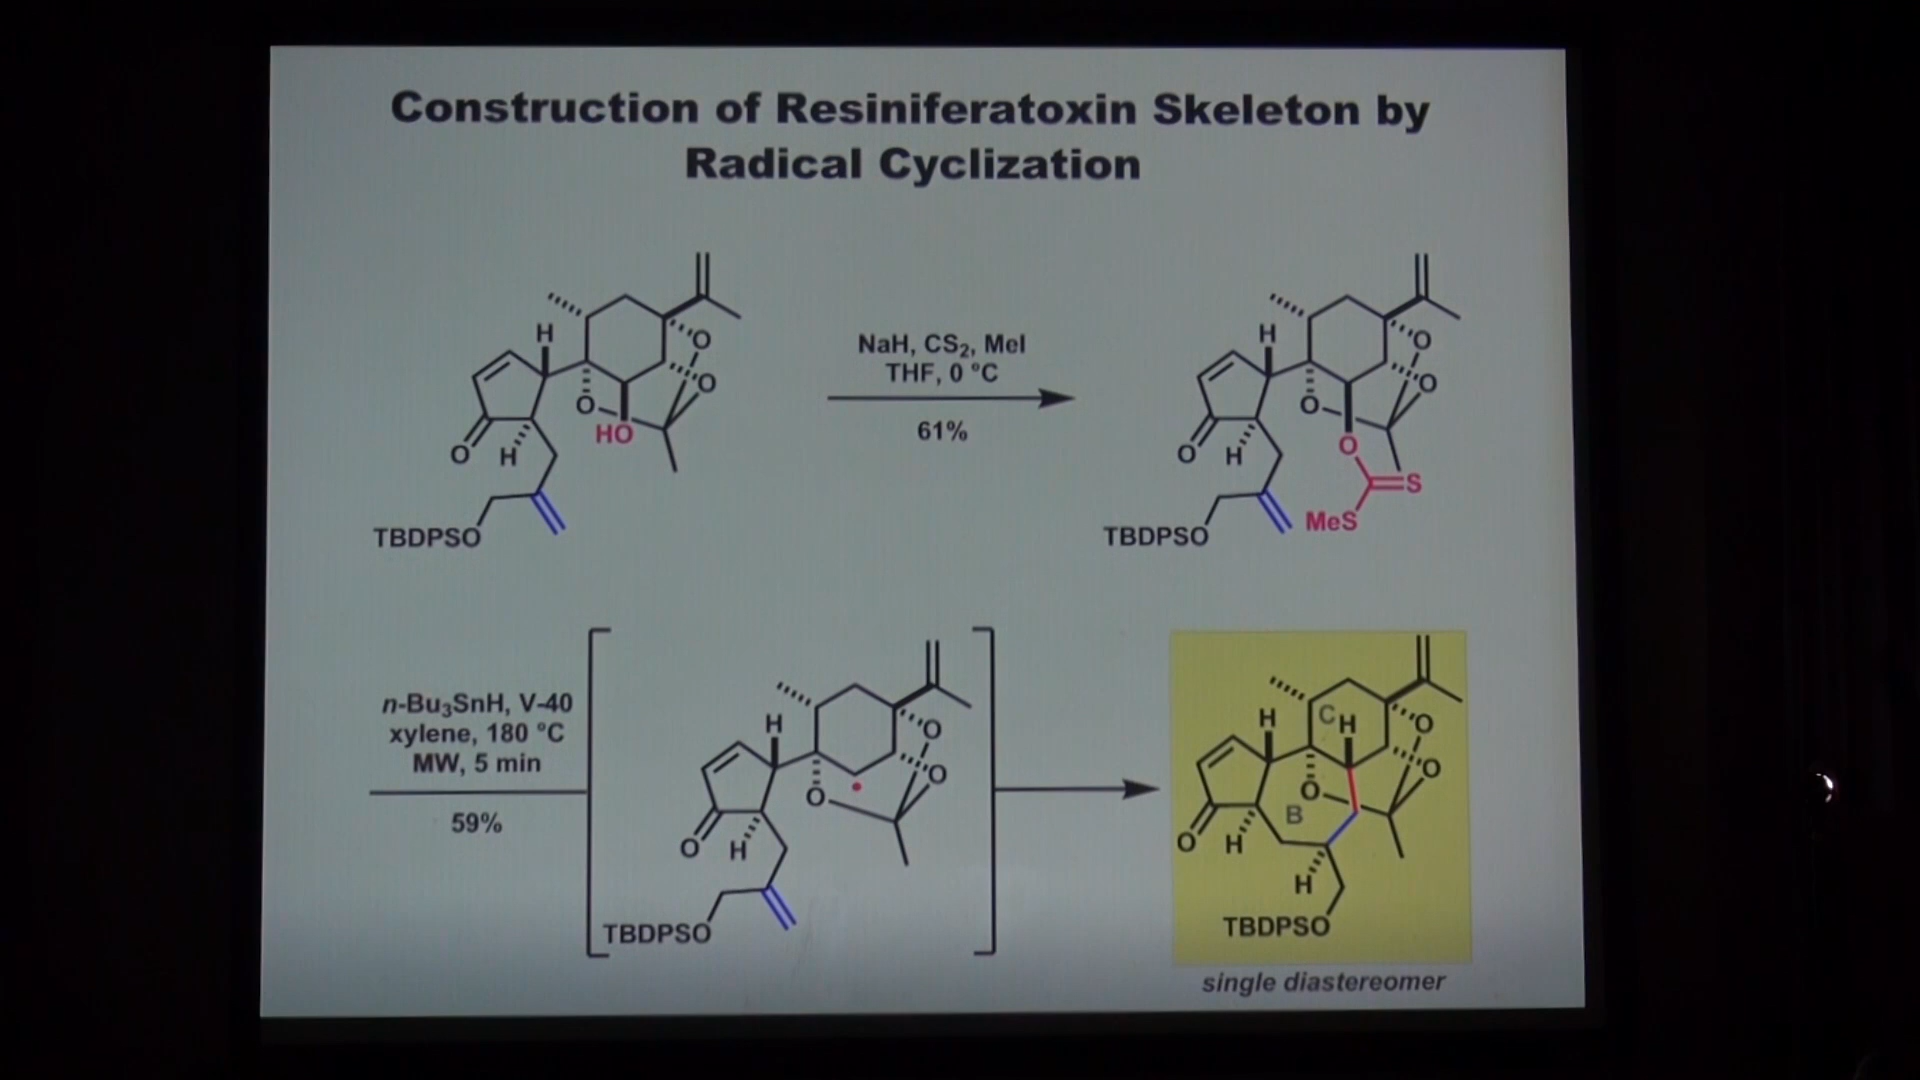 Construction of Resiniferatoxin Skeleton by
Radical Cyclization
H
O
O
O
HO
O
H
TBDPSO
NaH, CS₂, MeI
THF, 0 °C
61%
H
O
O
O
O
O
H
S
MeS
TBDPSO
n-Bu₃SnH, V-40
xylene, 180 °C
MW, 5 min
59%
H
O
O
O
O
H
TBDPSO
H
C
H
O
O
O
B
O
H
H
TBDPSO
single diastereomer